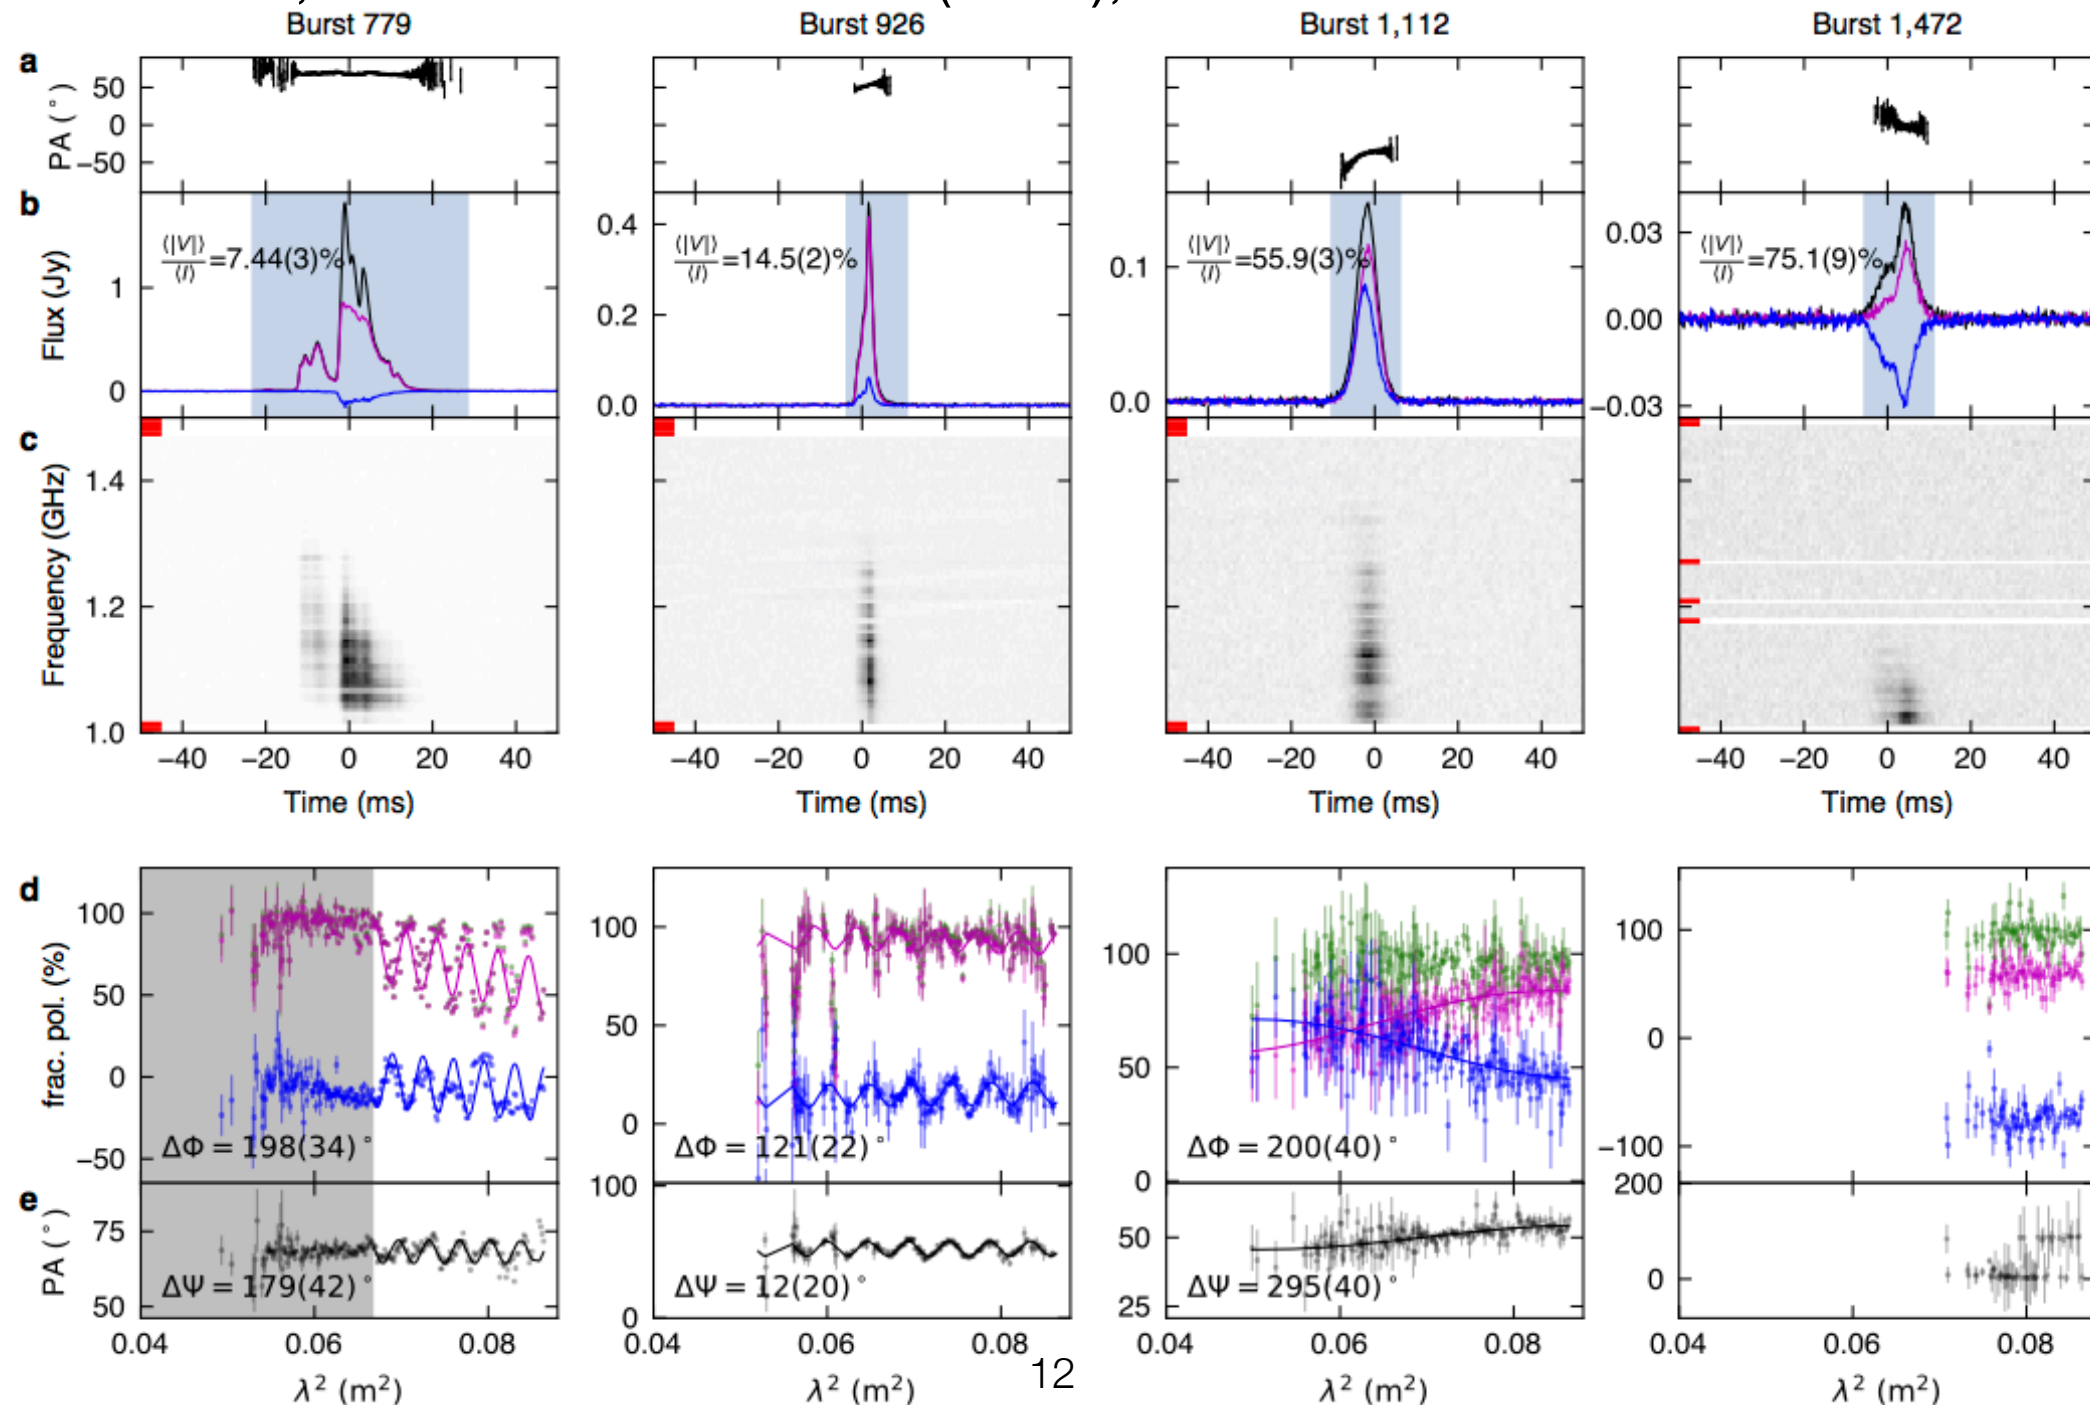 Burst 779 Burst 926 Burst 1,112 Burst 1,472
a
PA (°)
50
0
−50
b
Flux (Jy)
1
0
⟨|V|⟩/⟨I⟩=7.44(3)%
0.4
0.2
0.0
⟨|V|⟩/⟨I⟩=14.5(2)%
0.1
0.0
⟨|V|⟩/⟨I⟩=55.9(3)%
0.03
0.00
−0.03
⟨|V|⟩/⟨I⟩=75.1(9)%
c
Frequency (GHz)
1.4
1.2
1.0
−40 −20 0 20 40 −40 −20 0 20 40 −40 −20 0 20 40 −40 −20 0 20 40
Time (ms) Time (ms) Time (ms) Time (ms)
d
frac. pol. (%)
100
50
0
−50
ΔΦ = 198(34)°
100
50
0
ΔΦ = 121(22)°
100
50
0
ΔΦ = 200(40)°
100
0
−100
e
PA (°)
75
50
ΔΨ = 179(42)°
100
0
ΔΨ = 12(20)°
50
25
ΔΨ = 295(40)°
200
0
0.04 0.06 0.08 0.04 0.06 0.08 0.04 0.06 0.08 0.04 0.06 0.08
λ² (m²) λ² (m²) λ² (m²) λ² (m²)
12